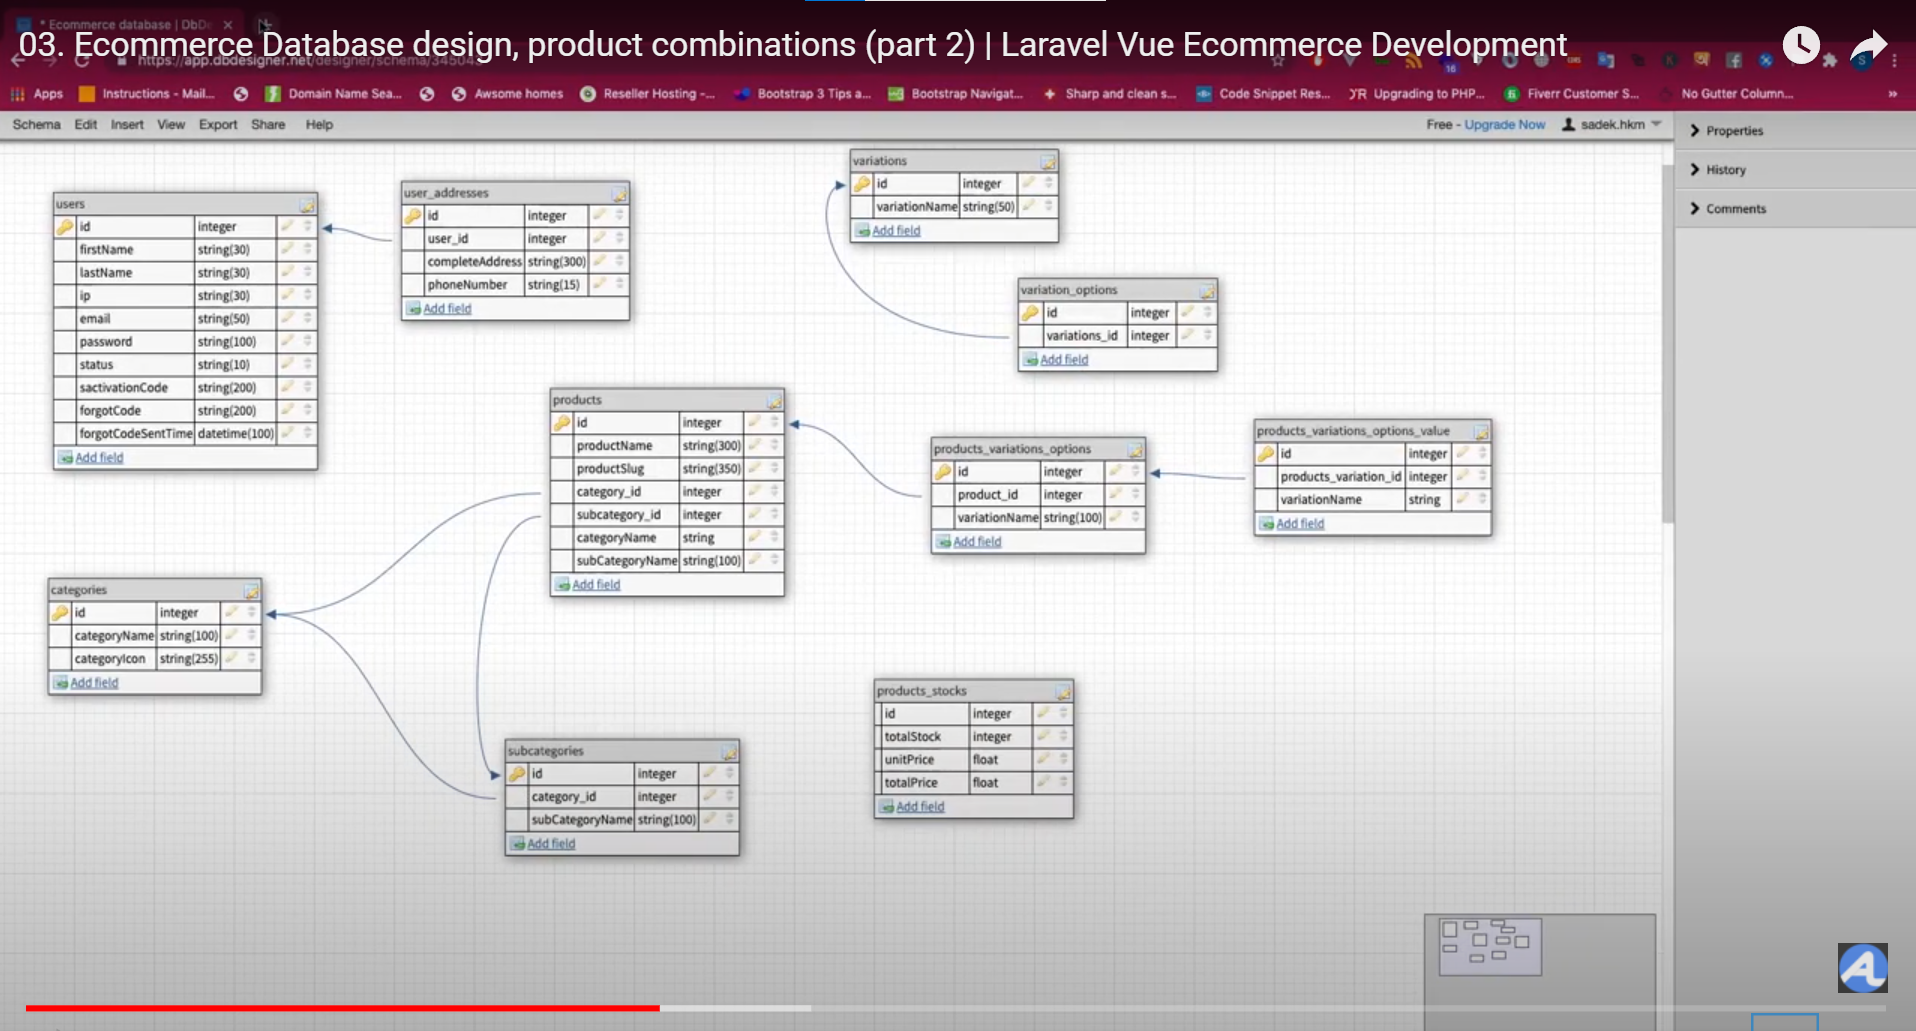 * Ecommerce database | DbDe
03. Ecommerce Database design, product combinations (part 2) | Laravel Vue Ecommerce Development
https://app.dbdesigner.net/designer/schema/345043
16
Apps
Instructions - Mail...
Domain Name Sea...
Awsome homes
Reseller Hosting -...
Bootstrap 3 Tips a...
Bootstrap Navigat...
Sharp and clean s...
Code Snippet Res...
Upgrading to PHP...
Fiverr Customer S...
No Gutter Column...
»
Schema Edit Insert View Export Share Help
Free - Upgrade Now
sadek.hkm
Properties
History
Comments
users
id integer
firstName string(30)
lastName string(30)
ip string(30)
email string(50)
password string(100)
status string(10)
sactivationCode string(200)
forgotCode string(200)
forgotCodeSentTime datetime(100)
Add field
user_addresses
id integer
user_id integer
completeAddress string(300)
phoneNumber string(15)
Add field
variations
id integer
variationName string(50)
Add field
variation_options
id integer
variations_id integer
Add field
products
id integer
productName string(300)
productSlug string(350)
category_id integer
subcategory_id integer
categoryName string
subCategoryName string(100)
Add field
products_variations_options
id integer
product_id integer
variationName string(100)
Add field
products_variations_options_value
id integer
products_variation_id integer
variationName string
Add field
categories
id integer
categoryName string(100)
categoryIcon string(255)
Add field
subcategories
id integer
category_id integer
subCategoryName string(100)
Add field
products_stocks
id integer
totalStock integer
unitPrice float
totalPrice float
Add field